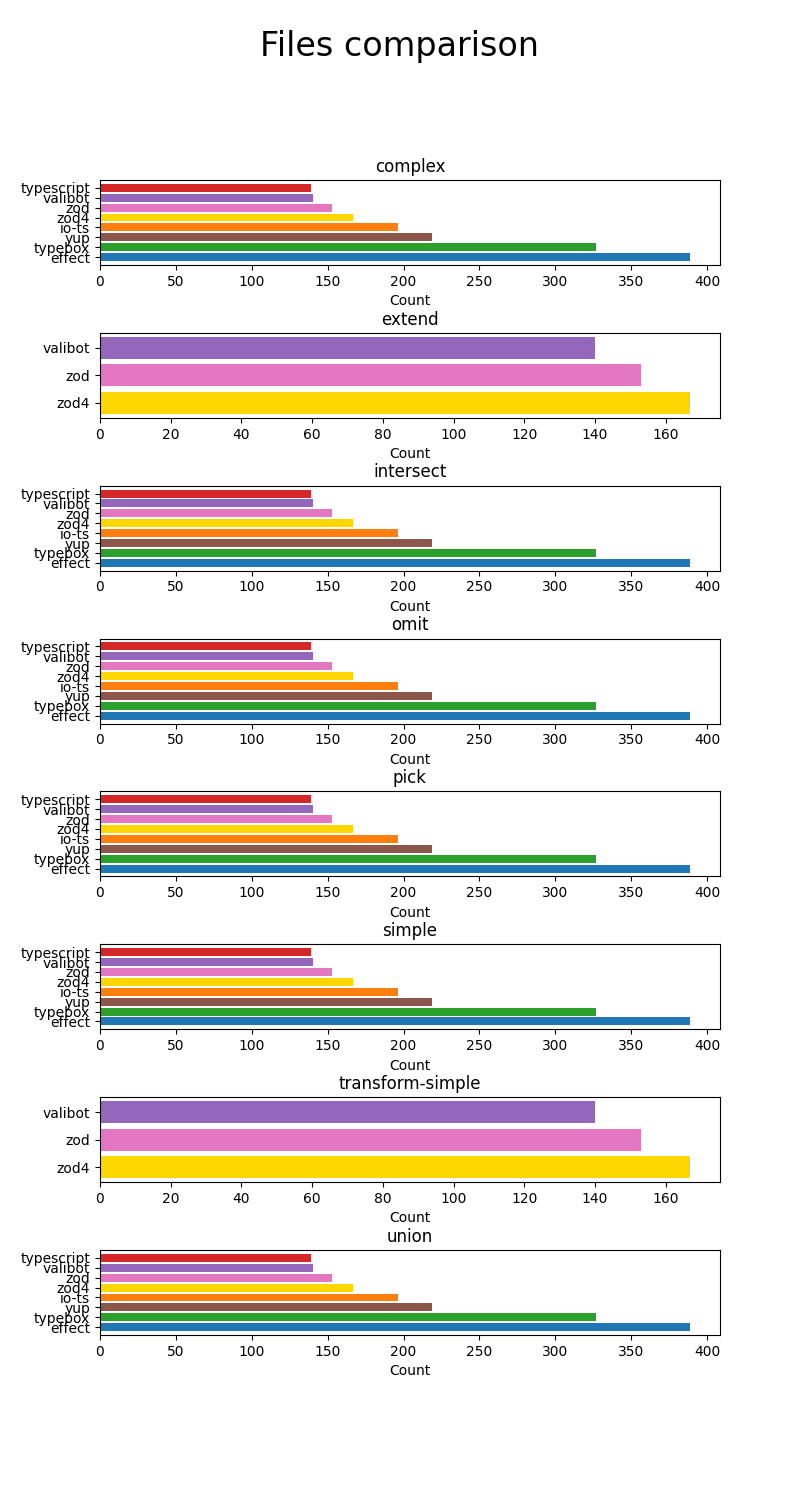 Files comparison
complex
typescript
valibot
zod
zod4
io-ts
yup
typebox
effect
0 50 100 150 200 250 300 350 400
Count
extend
valibot
zod
zod4
0 20 40 60 80 100 120 140 160
Count
intersect
typescript
valibot
zod
zod4
io-ts
yup
typebox
effect
0 50 100 150 200 250 300 350 400
Count
omit
typescript
valibot
zod
zod4
io-ts
yup
typebox
effect
0 50 100 150 200 250 300 350 400
Count
pick
typescript
valibot
zod
zod4
io-ts
yup
typebox
effect
0 50 100 150 200 250 300 350 400
Count
simple
typescript
valibot
zod
zod4
io-ts
yup
typebox
effect
0 50 100 150 200 250 300 350 400
Count
transform-simple
valibot
zod
zod4
0 20 40 60 80 100 120 140 160
Count
union
typescript
valibot
zod
zod4
io-ts
yup
typebox
effect
0 50 100 150 200 250 300 350 400
Count